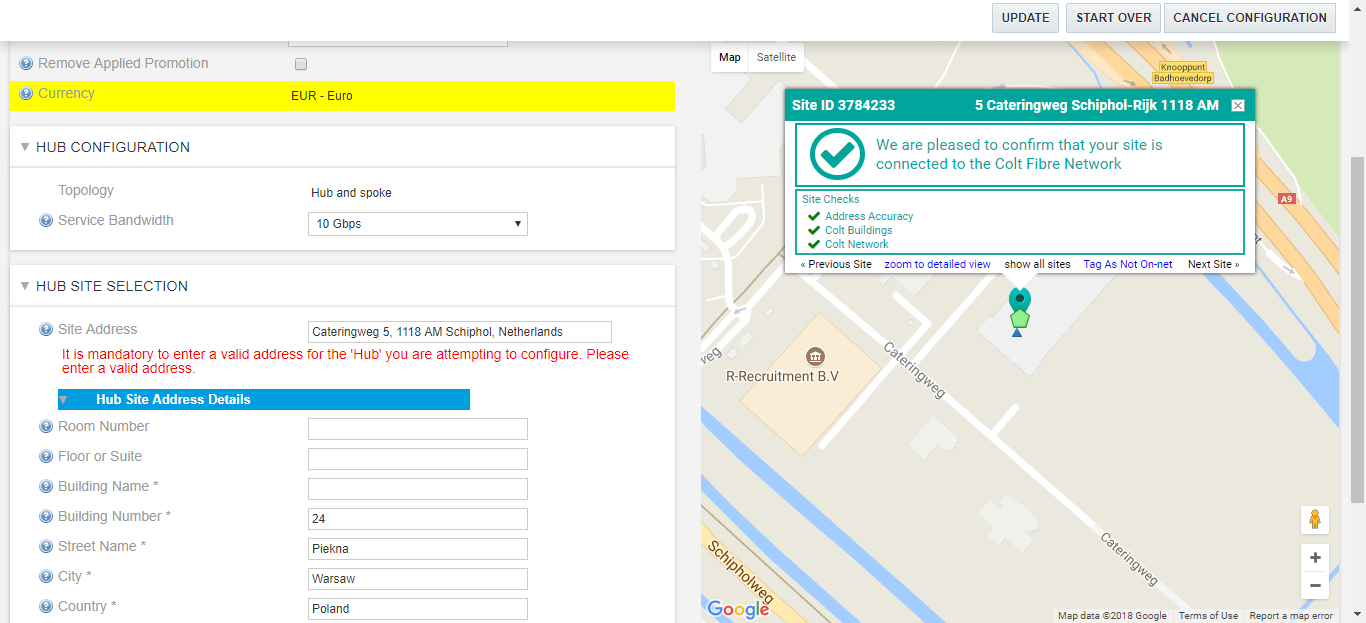 UPDATE
START OVER
CANCEL CONFIGURATION
Remove Applied Promotion
Currency
EUR - Euro
HUB CONFIGURATION
Topology
Hub and spoke
Service Bandwidth
10 Gbps
HUB SITE SELECTION
Site Address
Cateringweg 5, 1118 AM Schiphol, Netherlands
It is mandatory to enter a valid address for the 'Hub' you are attempting to configure. Please
enter a valid address.
Hub Site Address Details
Room Number
Floor or Suite
Building Name *
Building Number *
24
Street Name *
Piekna
City *
Warsaw
Country *
Poland
Map
Satellite
Knooppunt
Badhoevedorp
Site ID 3784233
5 Cateringweg Schiphol-Rijk 1118 AM
We are pleased to confirm that your site is
connected to the Colt Fibre Network
Site Checks
Address Accuracy
Colt Buildings
Colt Network
« Previous Site
zoom to detailed view
show all sites
Tag As Not On-net
Next Site »
A9
R-Recruitment B.V
Cateringweg
Cateringweg
Schipholweg
Google
Map data ©2018 Google
Terms of Use
Report a map error